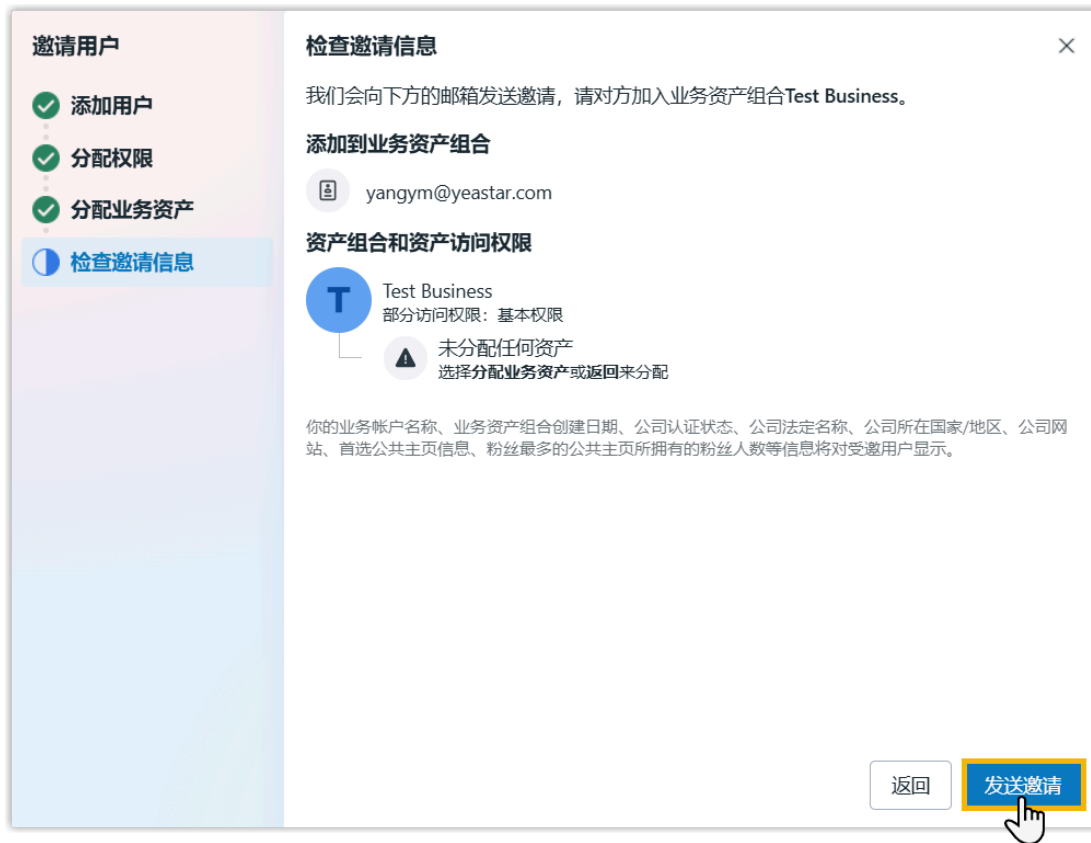 邀请用户
添加用户
分配权限
分配业务资产
检查邀请信息
检查邀请信息
我们会向下方的邮箱发送邀请，请对方加入业务资产组合Test Business。
添加到业务资产组合
yangym@yeastar.com
资产组合和资产访问权限
T
Test Business
部分访问权限：基本权限
未分配任何资产
选择分配业务资产或返回来分配
你的业务帐户名称、业务资产组合创建日期、公司认证状态、公司法定名称、公司所在国家/地区、公司网
站、首选公共主页信息、粉丝最多的公共主页所拥有的粉丝人数等信息将对受邀用户显示。
返回
发送邀请